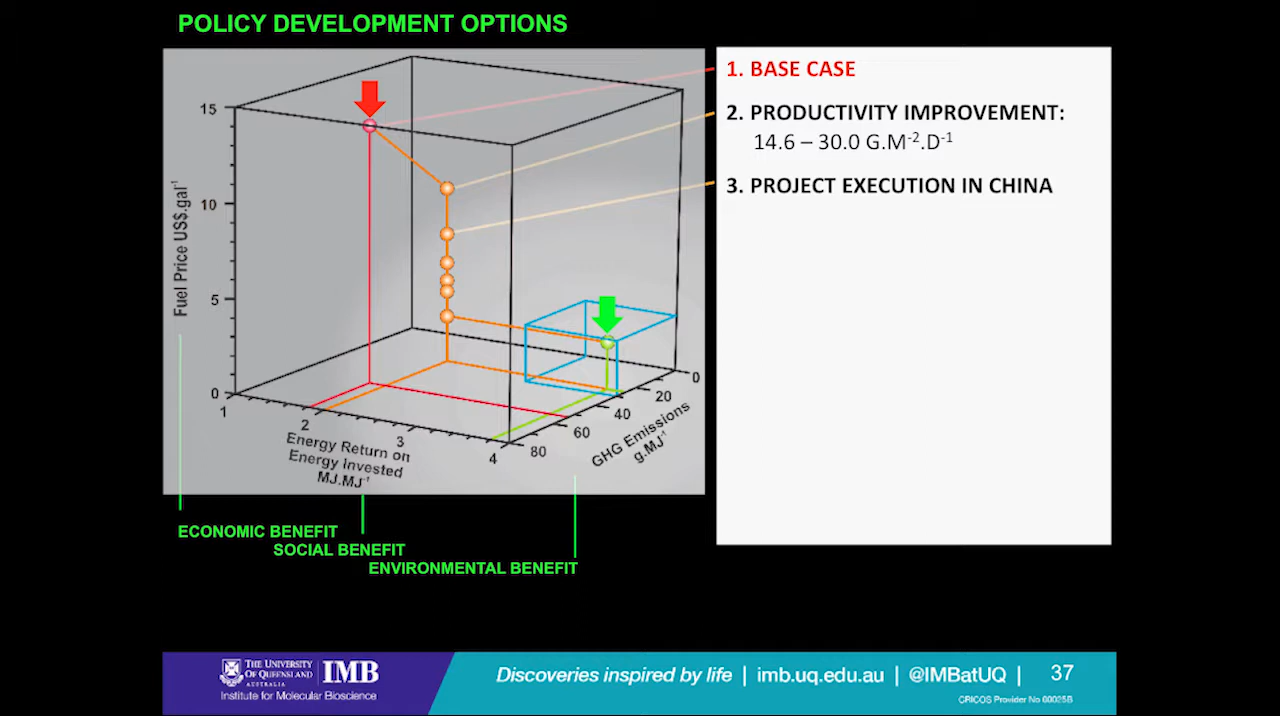 POLICY DEVELOPMENT OPTIONS
15
10
5
0
Fuel Price US$.gal⁻¹
1
2
3
4
Energy Return on
Energy Invested
MJ.MJ⁻¹
80
60
40
20
0
GHG Emissions
g.MJ⁻¹
ECONOMIC BENEFIT
SOCIAL BENEFIT
ENVIRONMENTAL BENEFIT
1. BASE CASE
2. PRODUCTIVITY IMPROVEMENT:
14.6 – 30.0 G.M⁻².D⁻¹
3. PROJECT EXECUTION IN CHINA
THE UNIVERSITY
OF QUEENSLAND
AUSTRALIA
IMB
Institute for Molecular Bioscience
Discoveries inspired by life | imb.uq.edu.au | @IMBatUQ | 37
CRICOS Provider No 00025B